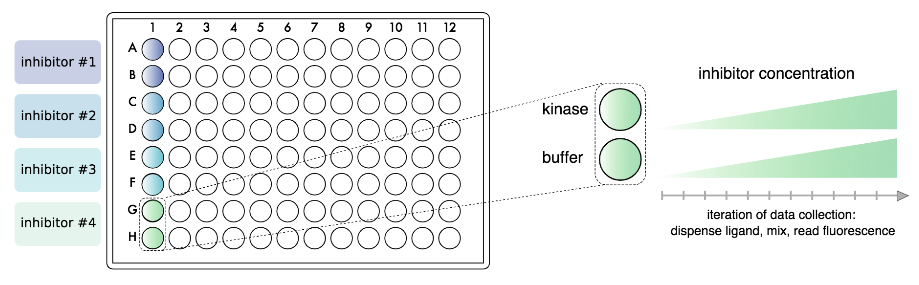 1 2 3 4 5 6 7 8 9 10 11 12
inhibitor #1
A
B
inhibitor #2
C
D
inhibitor #3
E
F
inhibitor #4
G
H
kinase
buffer
inhibitor concentration
iteration of data collection:
dispense ligand, mix, read fluorescence